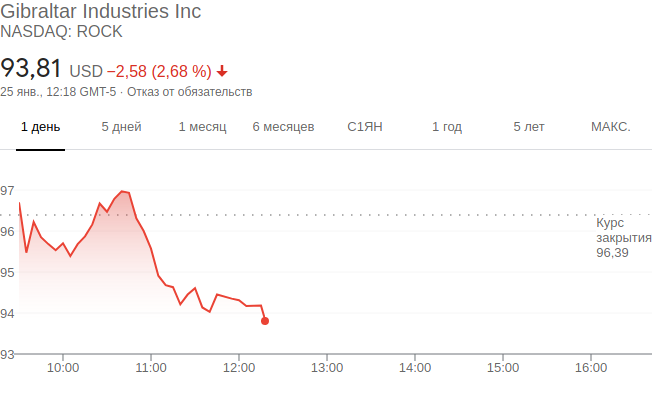 Gibraltar Industries Inc
NASDAQ: ROCK
93,81 USD −2,58 (2,68 %)
25 янв., 12:18 GMT-5 · Отказ от обязательств
1 день 5 дней 1 месяц 6 месяцев С1ЯН 1 год 5 лет МАКС.
97
96
95
94
93
Курс
закрытия
96,39
10:00 11:00 12:00 13:00 14:00 15:00 16:00